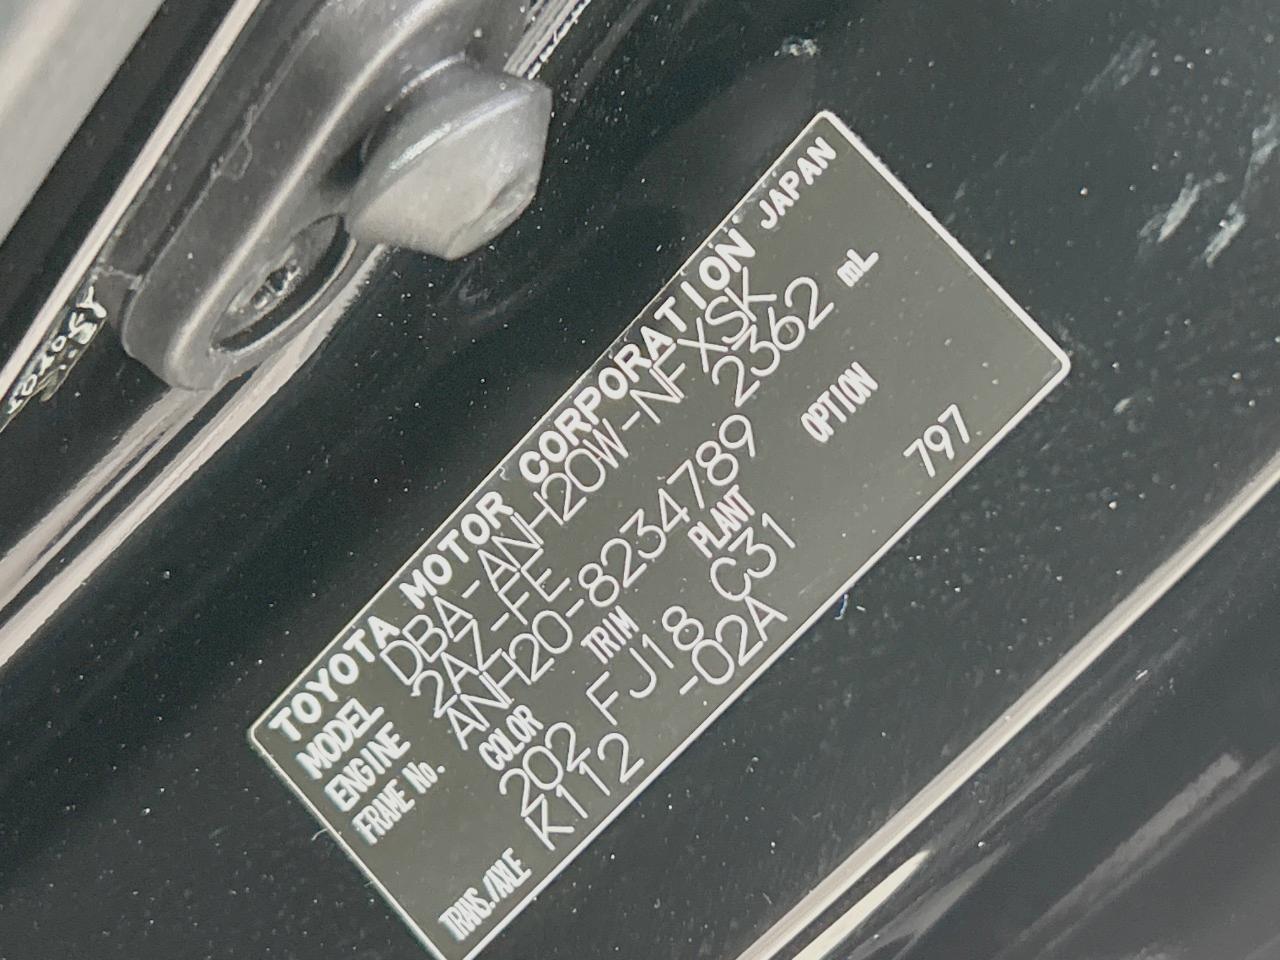 TOYOTA MOTOR CORPORATION JAPAN
MODEL DBA-ANH20W-NFXSK
ENGINE 2AZ-FE 2362 mL
FRAME No. ANH20-8234789
COLOR TRIM PLANT OPTION
202 FJ18 C31 797
TRANS./AXLE K112 -02A